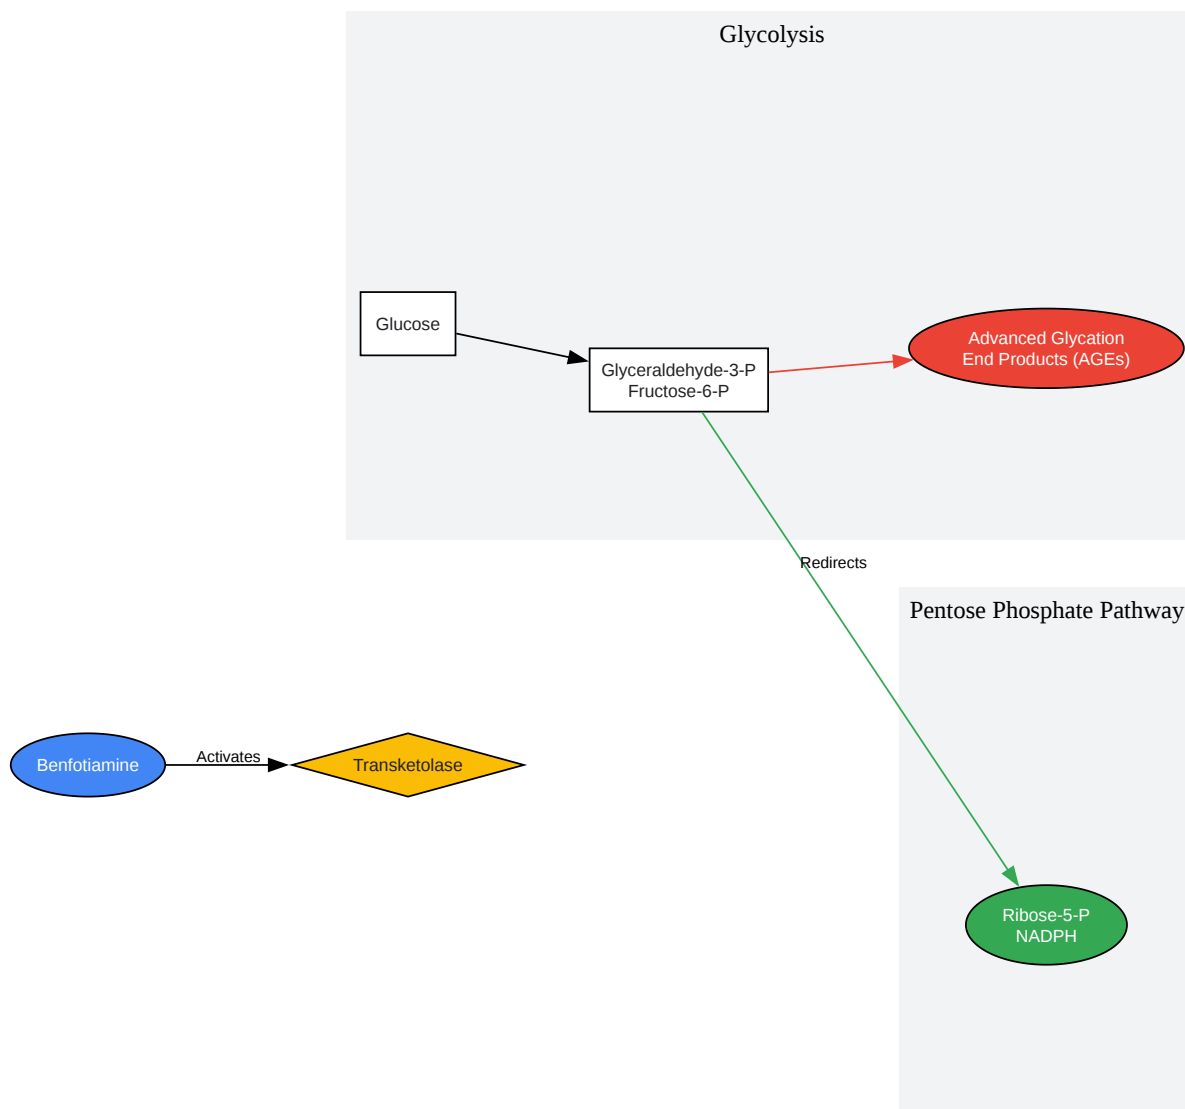 Glycolysis
Glucose
Glyceraldehyde-3-P
Fructose-6-P
Advanced Glycation
End Products (AGEs)
Redirects
Pentose Phosphate Pathway
Benfotiamine
Activates
Transketolase
Ribose-5-P
NADPH